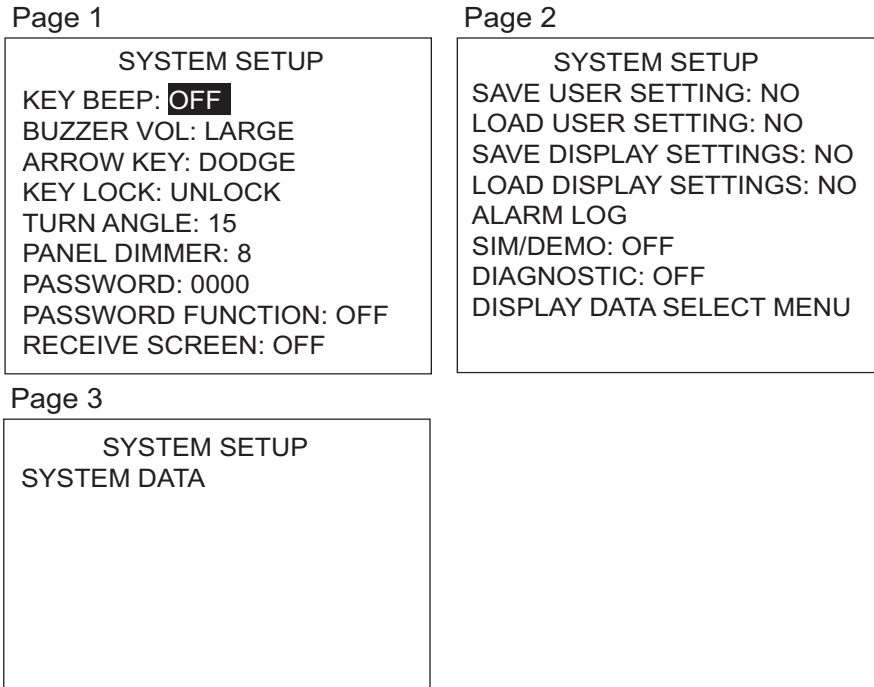 Page 1
SYSTEM SETUP
KEY BEEP: OFF
BUZZER VOL: LARGE
ARROW KEY: DODGE
KEY LOCK: UNLOCK
TURN ANGLE: 15
PANEL DIMMER: 8
PASSWORD: 0000
PASSWORD FUNCTION: OFF
RECEIVE SCREEN: OFF
Page 2
SYSTEM SETUP
SAVE USER SETTING: NO
LOAD USER SETTING: NO
SAVE DISPLAY SETTINGS: NO
LOAD DISPLAY SETTINGS: NO
ALARM LOG
SIM/DEMO: OFF
DIAGNOSTIC: OFF
DISPLAY DATA SELECT MENU
Page 3
SYSTEM SETUP
SYSTEM DATA